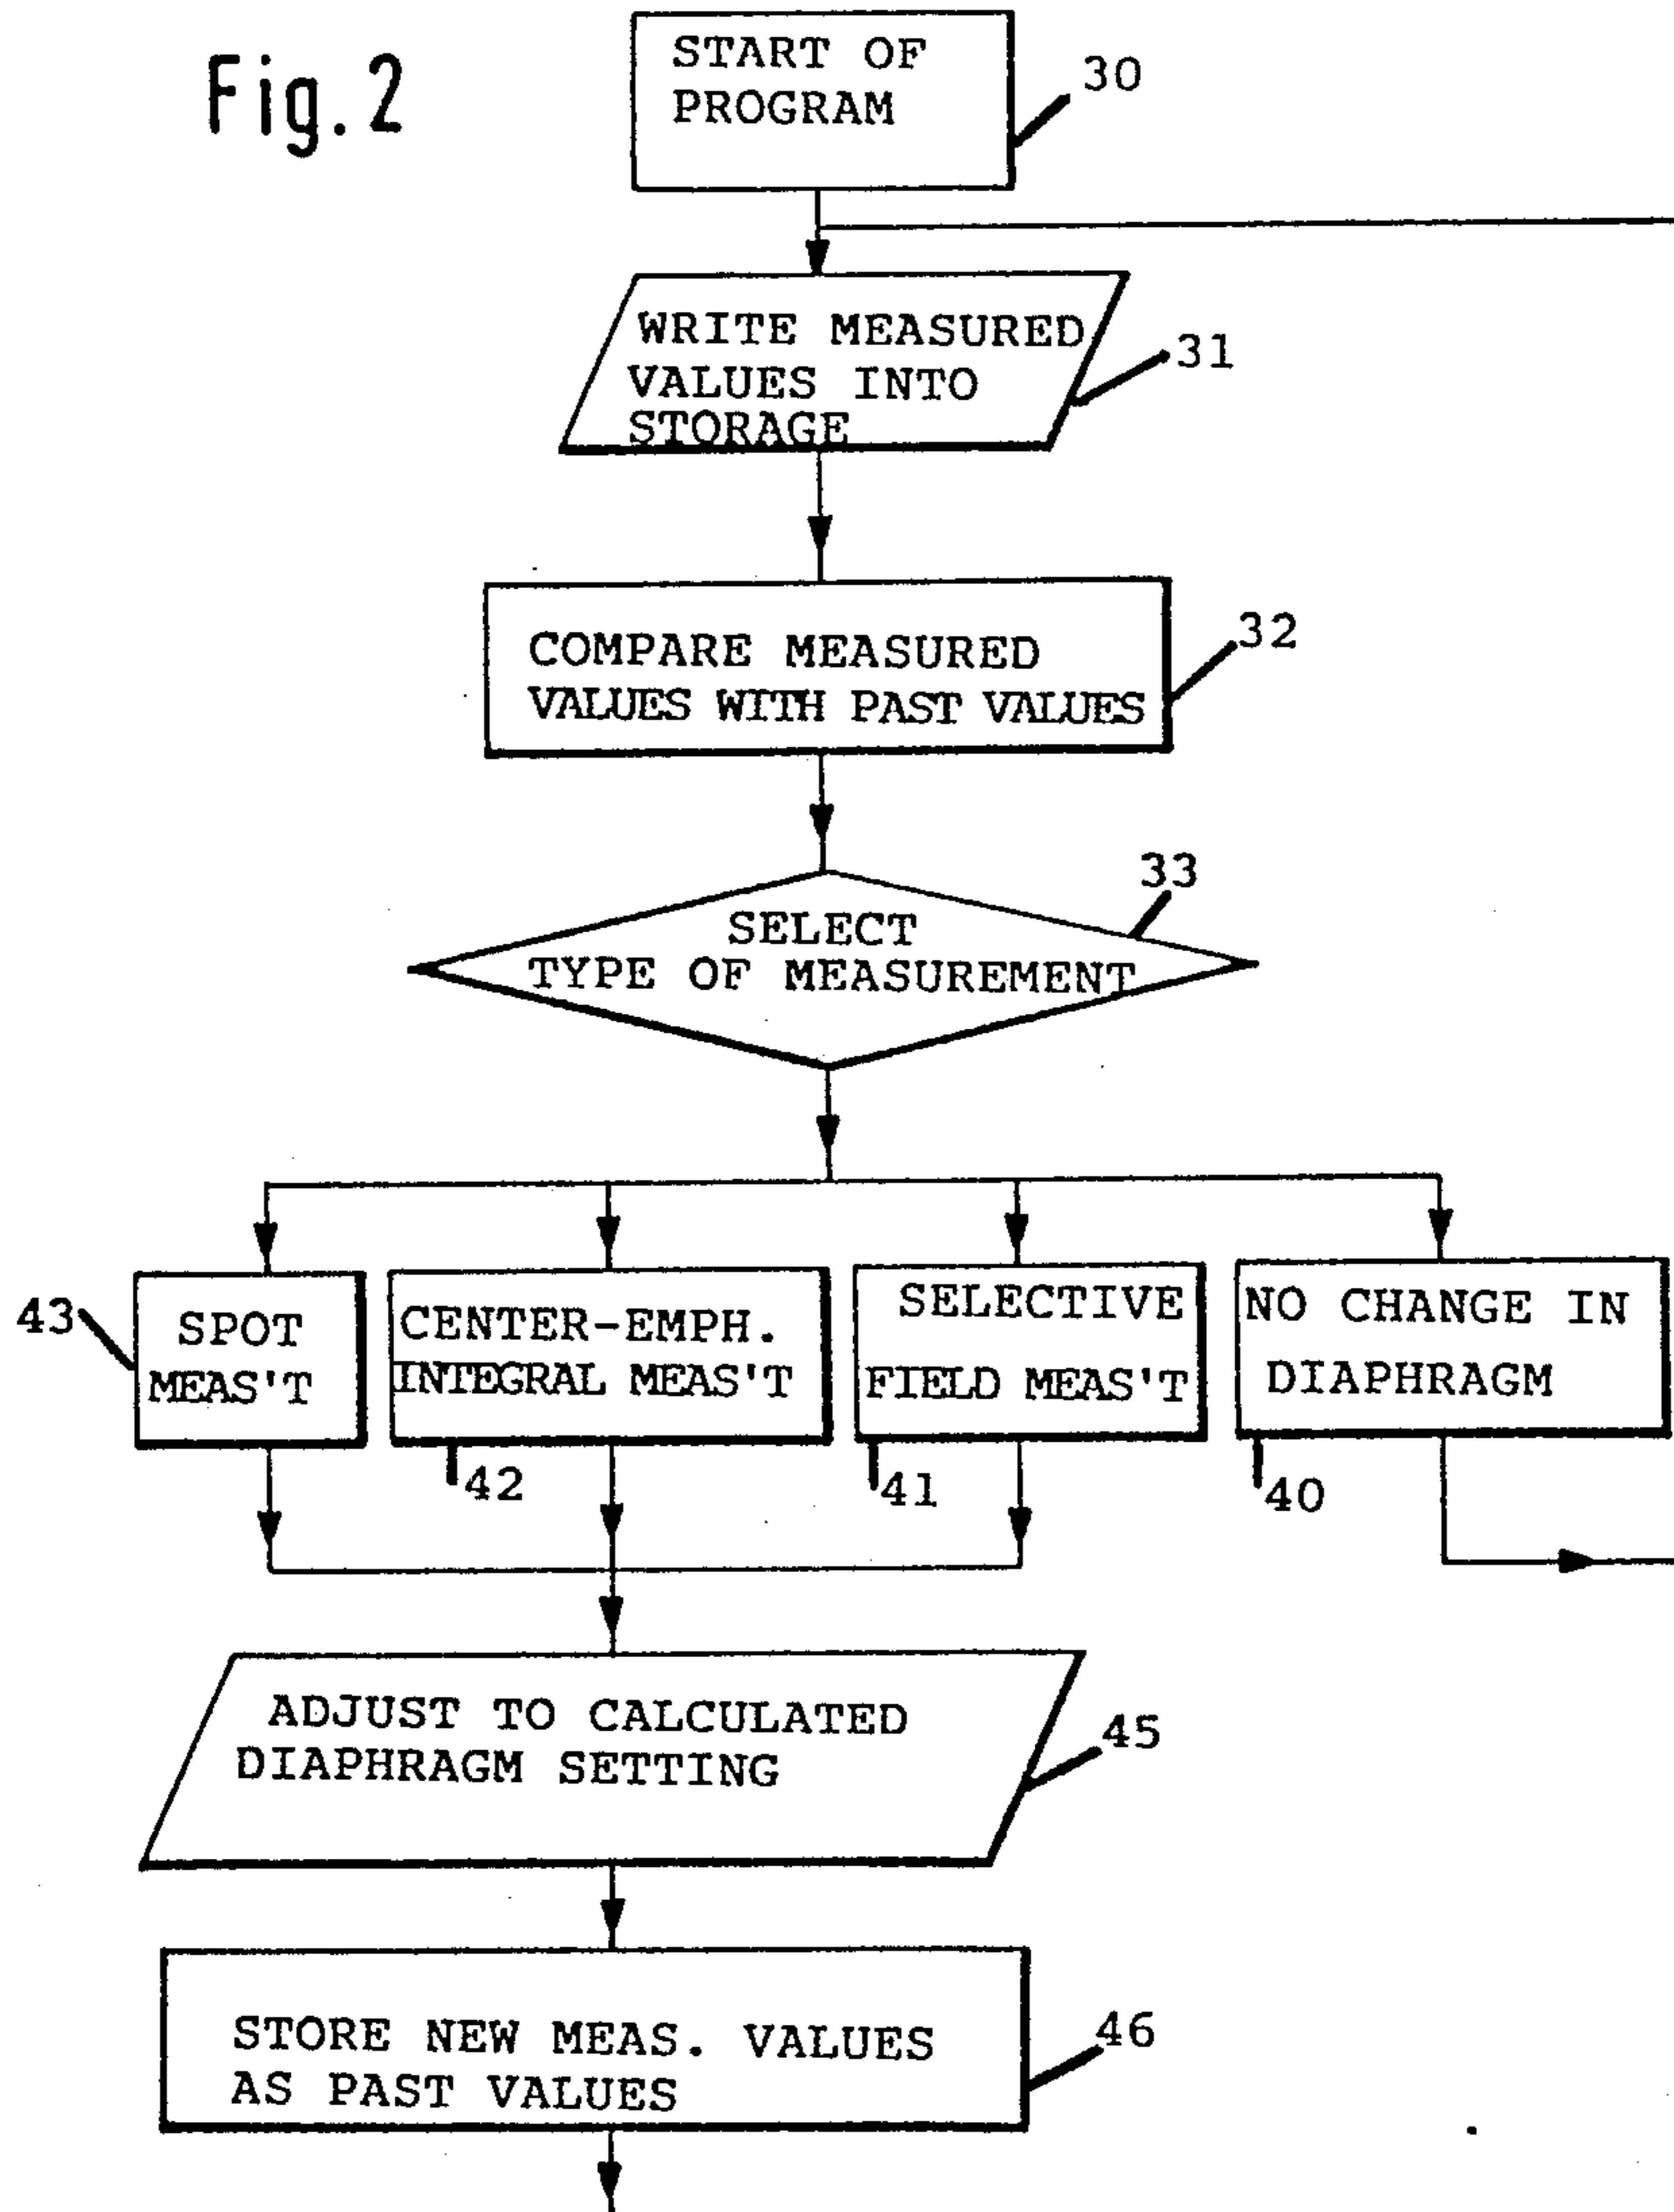 Fig. 2
START OF
PROGRAM
30
WRITE MEASURED
VALUES INTO
STORAGE
31
COMPARE MEASURED
VALUES WITH PAST VALUES
32
33
SELECT
TYPE OF MEASUREMENT
43
SPOT
MEAS'T
CENTER-EMPH.
INTEGRAL MEAS'T
42
SELECTIVE
FIELD MEAS'T
41
NO CHANGE IN
DIAPHRAGM
40
ADJUST TO CALCULATED
DIAPHRAGM SETTING
45
STORE NEW MEAS. VALUES
AS PAST VALUES
46